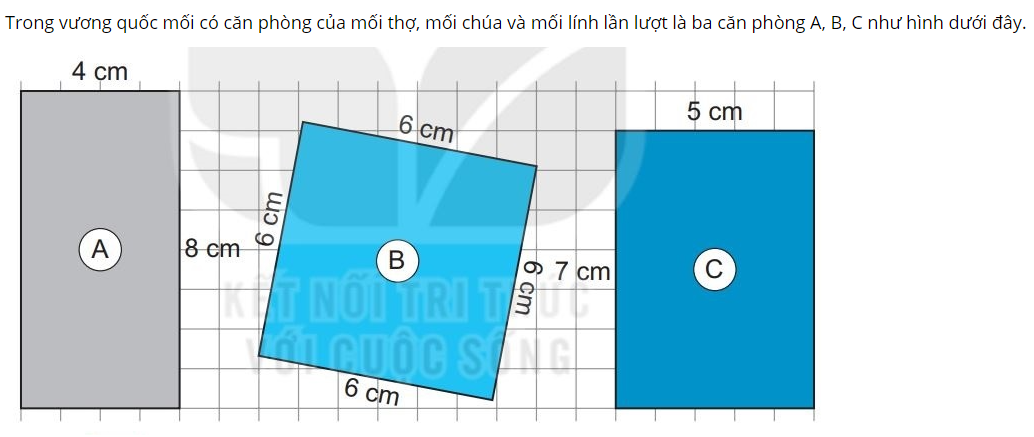 Trong vương quốc mối có căn phòng của mối thợ, mối chúa và mối lính lần lượt là ba căn phòng A, B, C như hình dưới đây.
4 cm
6 cm
5 cm
A
8 cm
6 cm
B
6 cm
7 cm
C
6 cm
KẾT NỐI TRI THỨC
VỚI CUỘC SỐNG